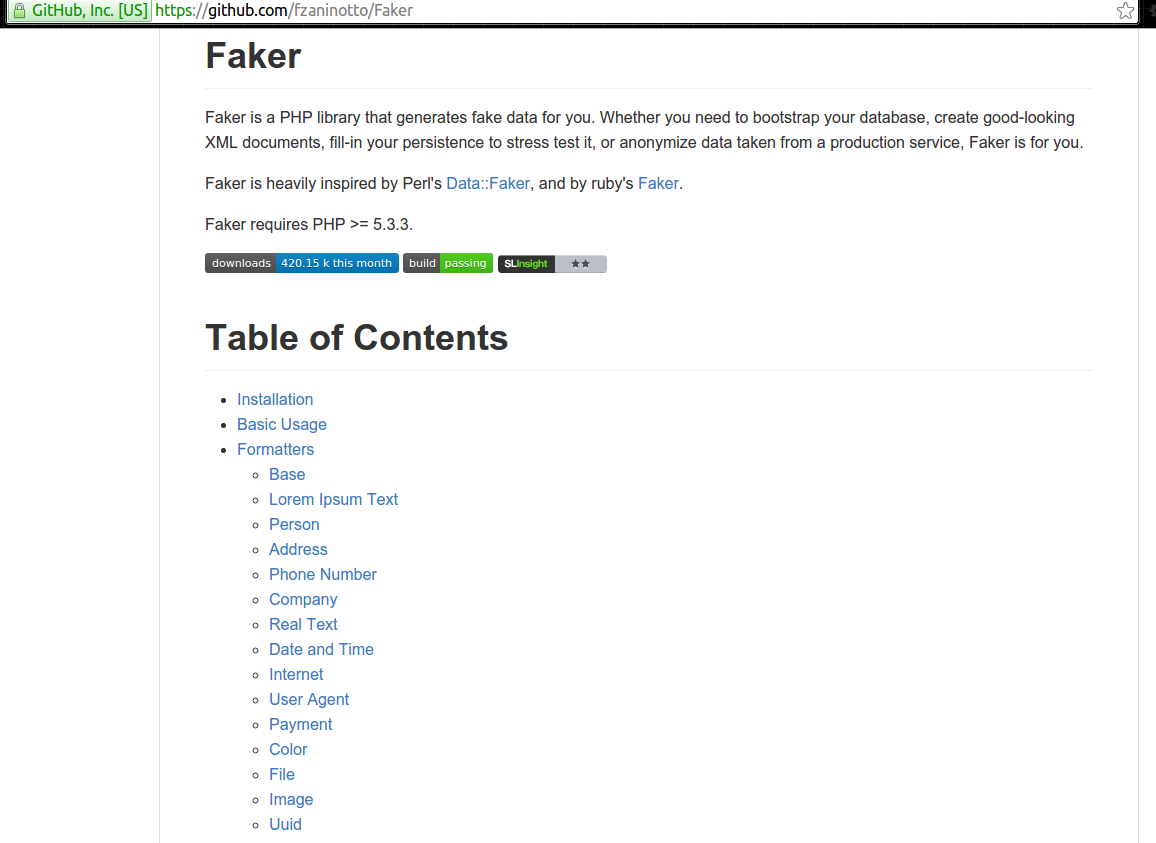 GitHub, Inc. [US] https://github.com/fzaninotto/Faker
Faker
Faker is a PHP library that generates fake data for you. Whether you need to bootstrap your database, create good-looking
XML documents, fill-in your persistence to stress test it, or anonymize data taken from a production service, Faker is for you.
Faker is heavily inspired by Perl's Data::Faker, and by ruby's Faker.
Faker requires PHP >= 5.3.3.
downloads 420.15 k this month build passing SLInsight ★★
Table of Contents
• Installation
• Basic Usage
• Formatters
◦ Base
◦ Lorem Ipsum Text
◦ Person
◦ Address
◦ Phone Number
◦ Company
◦ Real Text
◦ Date and Time
◦ Internet
◦ User Agent
◦ Payment
◦ Color
◦ File
◦ Image
◦ Uuid